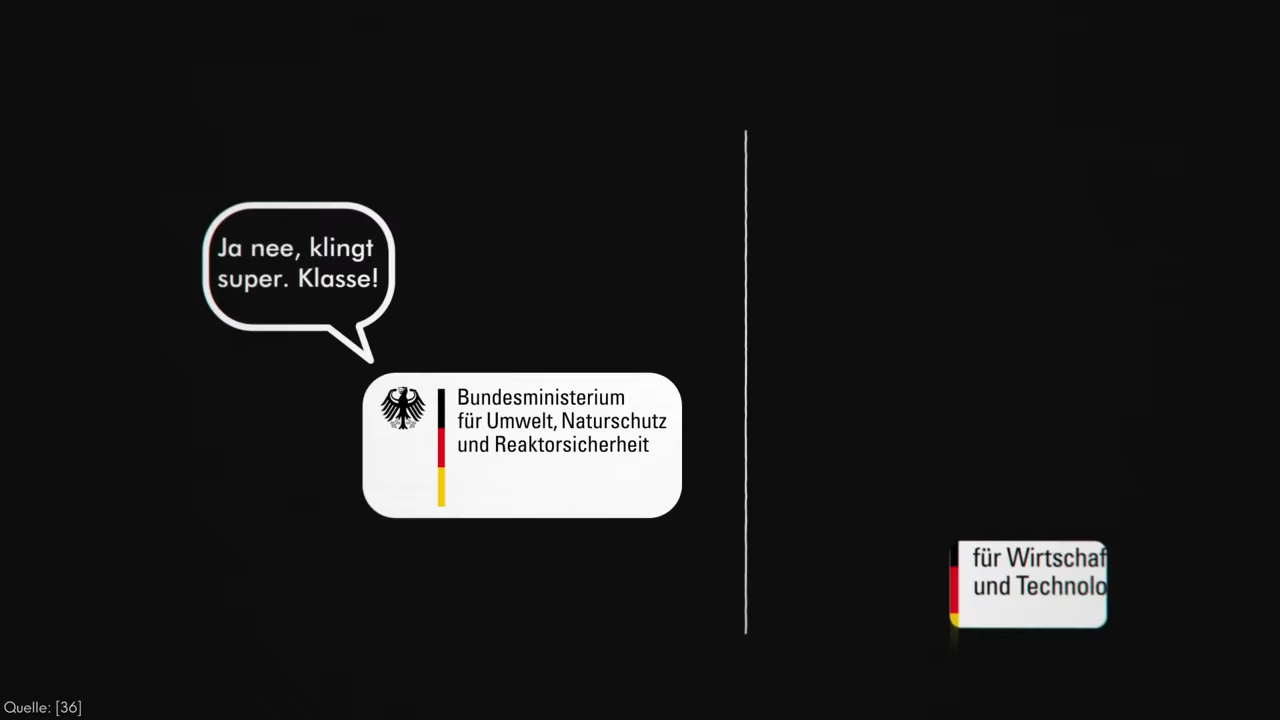 Ja nee, klingt
super. Klasse!
Bundesministerium
für Umwelt, Naturschutz
und Reaktorsicherheit
für Wirtschaf
und Technolo
Quelle: [36]